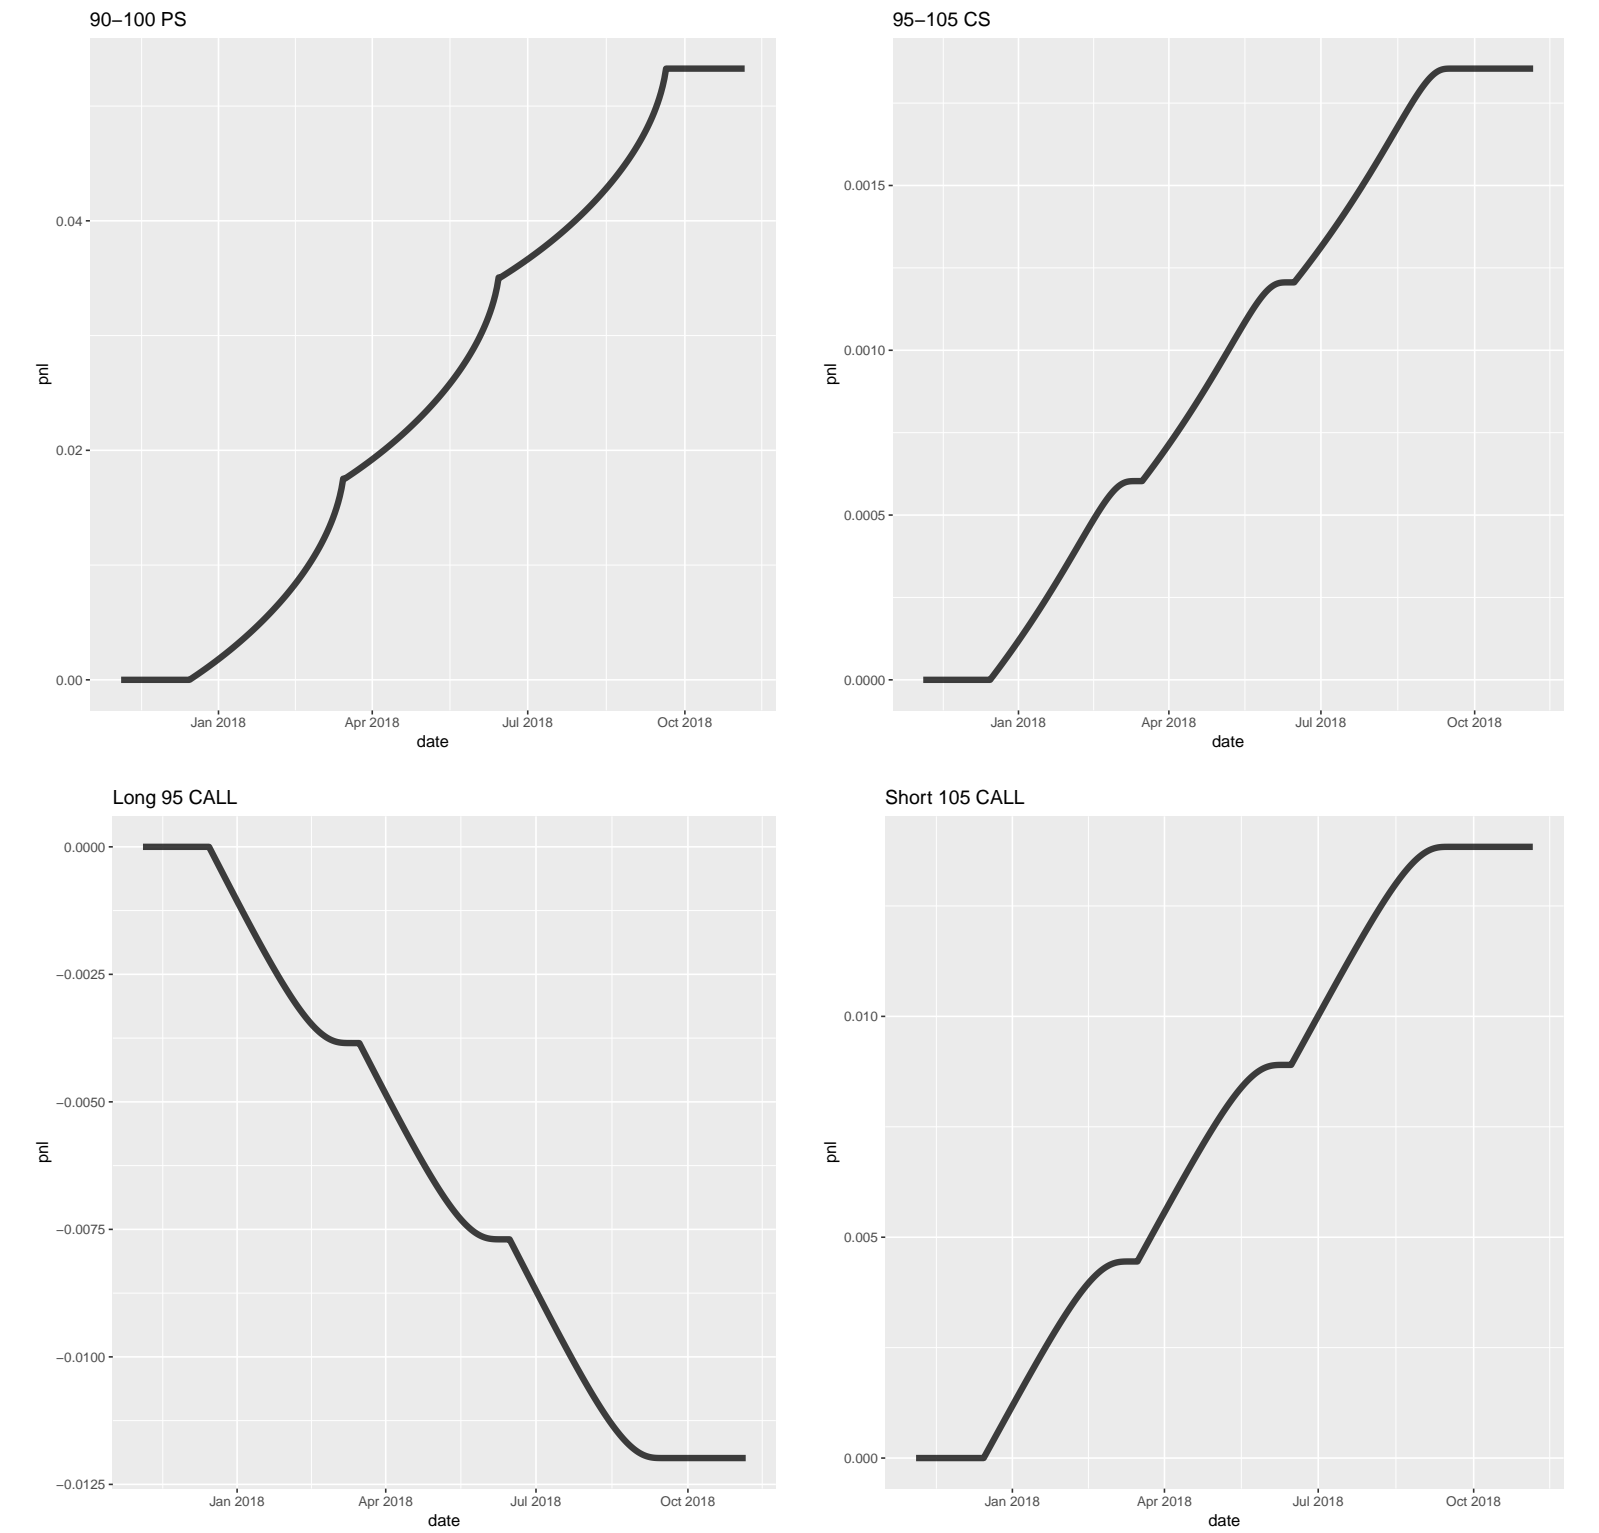 90–100 PS
pnl
0.04
0.02
0.00
Jan 2018 Apr 2018 Jul 2018 Oct 2018
date
95–105 CS
pnl
0.0015
0.0010
0.0005
0.0000
Jan 2018 Apr 2018 Jul 2018 Oct 2018
date
Long 95 CALL
pnl
0.0000
−0.0025
−0.0050
−0.0075
−0.0100
−0.0125
Jan 2018 Apr 2018 Jul 2018 Oct 2018
date
Short 105 CALL
pnl
0.010
0.005
0.000
Jan 2018 Apr 2018 Jul 2018 Oct 2018
date